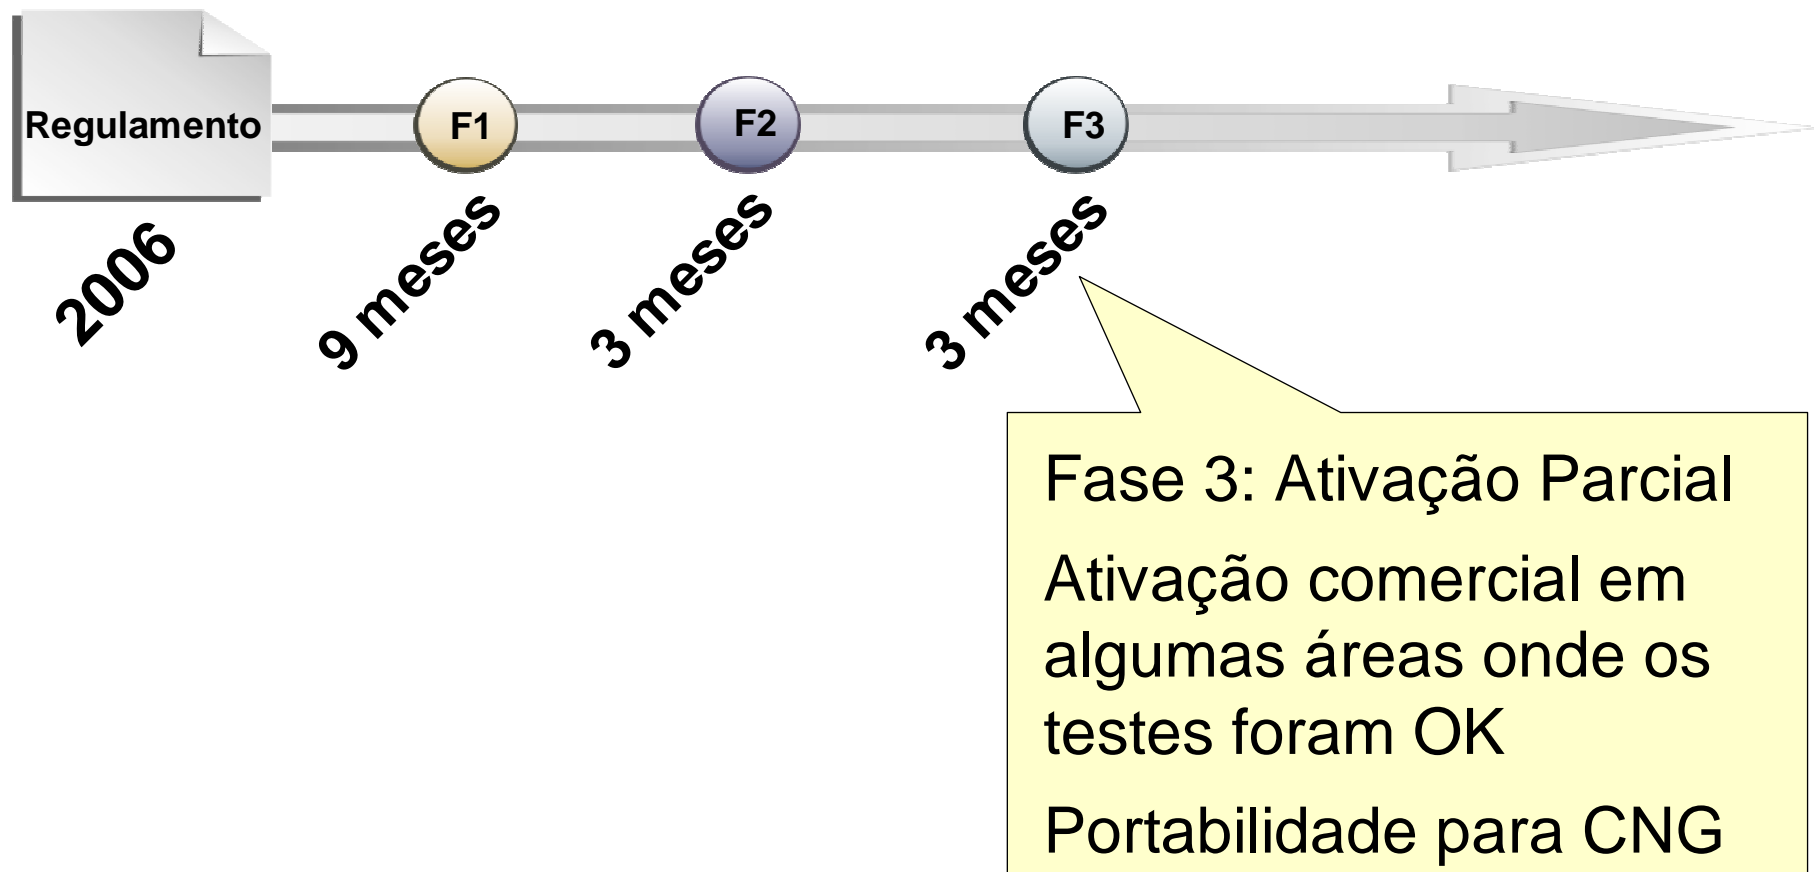 Regulamento
F1
F2
F3
2006
9 meses
3 meses
3 meses
Fase 3: Ativação Parcial
Ativação comercial em
algumas áreas onde os
testes foram OK
Portabilidade para CNG